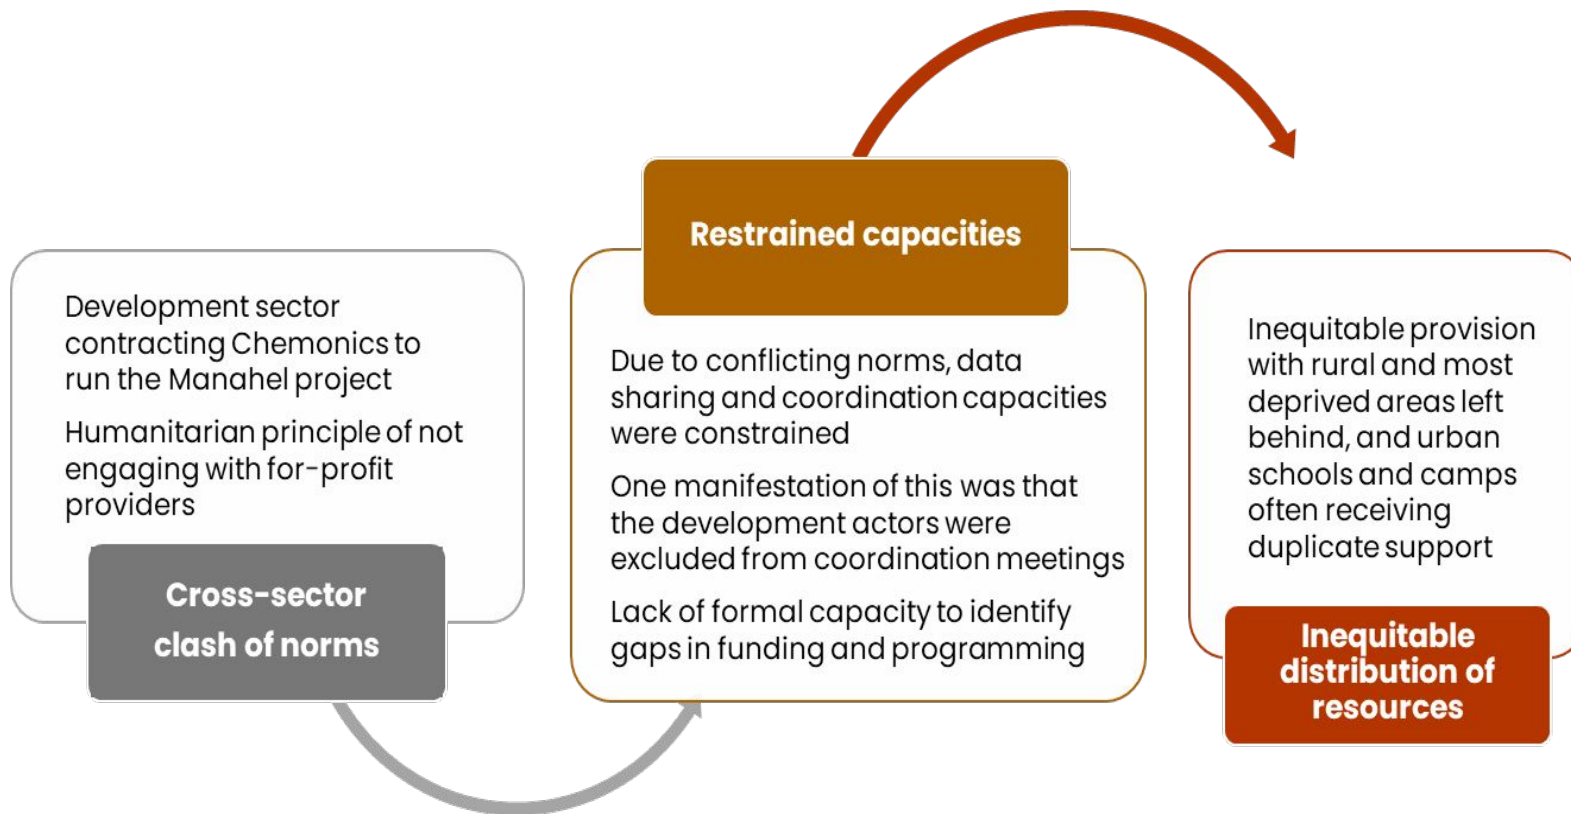 Development sector
contracting Chemonics to
run the Manahel project
Humanitarian principle of not
engaging with for-profit
providers
Cross-sector
clash of norms
Restrained capacities
Due to conflicting norms, data
sharing and coordination capacities
were constrained
One manifestation of this was that
the development actors were
excluded from coordination meetings
Lack of formal capacity to identify
gaps in funding and programming
Inequitable provision
with rural and most
deprived areas left
behind, and urban
schools and camps
often receiving
duplicate support
Inequitable
distribution of
resources